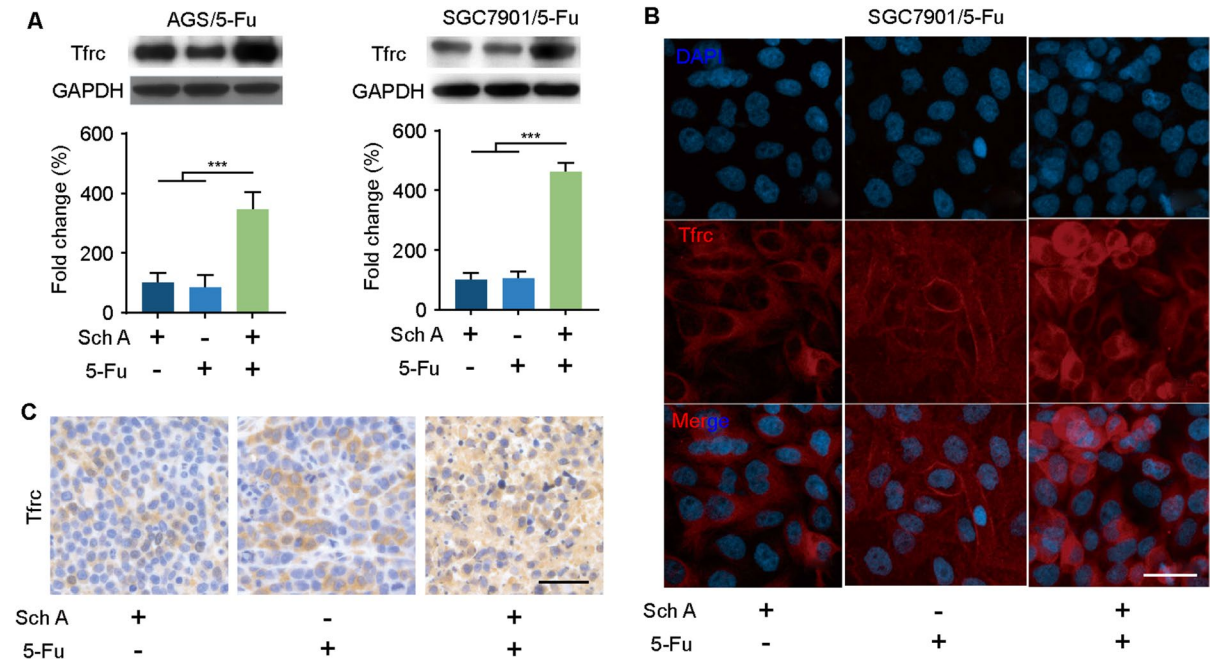 A
AGS/5-Fu
Tfrc
GAPDH
600
400
200
0
Fold change (%)
***
Sch A + - +
5-Fu - + +
SGC7901/5-Fu
Tfrc
GAPDH
600
400
200
0
Fold change (%)
***
Sch A + - +
5-Fu - + +
B
SGC7901/5-Fu
DAPI
Tfrc
Merge
Sch A + - +
5-Fu - + +
C
Tfrc
Sch A + - +
5-Fu - + +